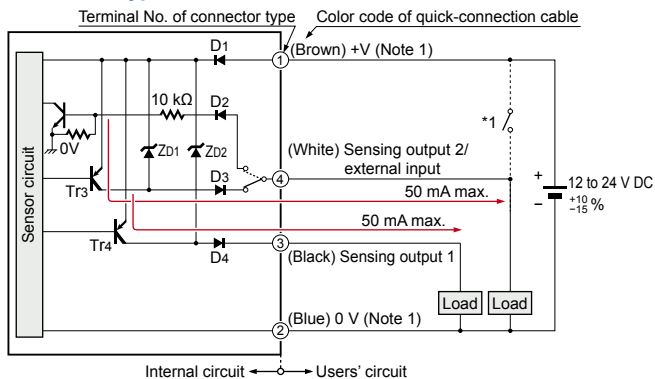 Terminal No. of connector type
Color code of quick-connection cable
D1
1
(Brown) +V (Note 1)
10 kΩ
D2
*1
0V
ZD1
ZD2
(White) Sensing output 2/
external input
Sensor circuit
Tr3
D3
4
50 mA max.
+
−
12 to 24 V DC
+10
−15 %
50 mA max.
Tr4
D4
3
(Black) Sensing output 1
Load
Load
2
(Blue) 0 V (Note 1)
Internal circuit
Users' circuit